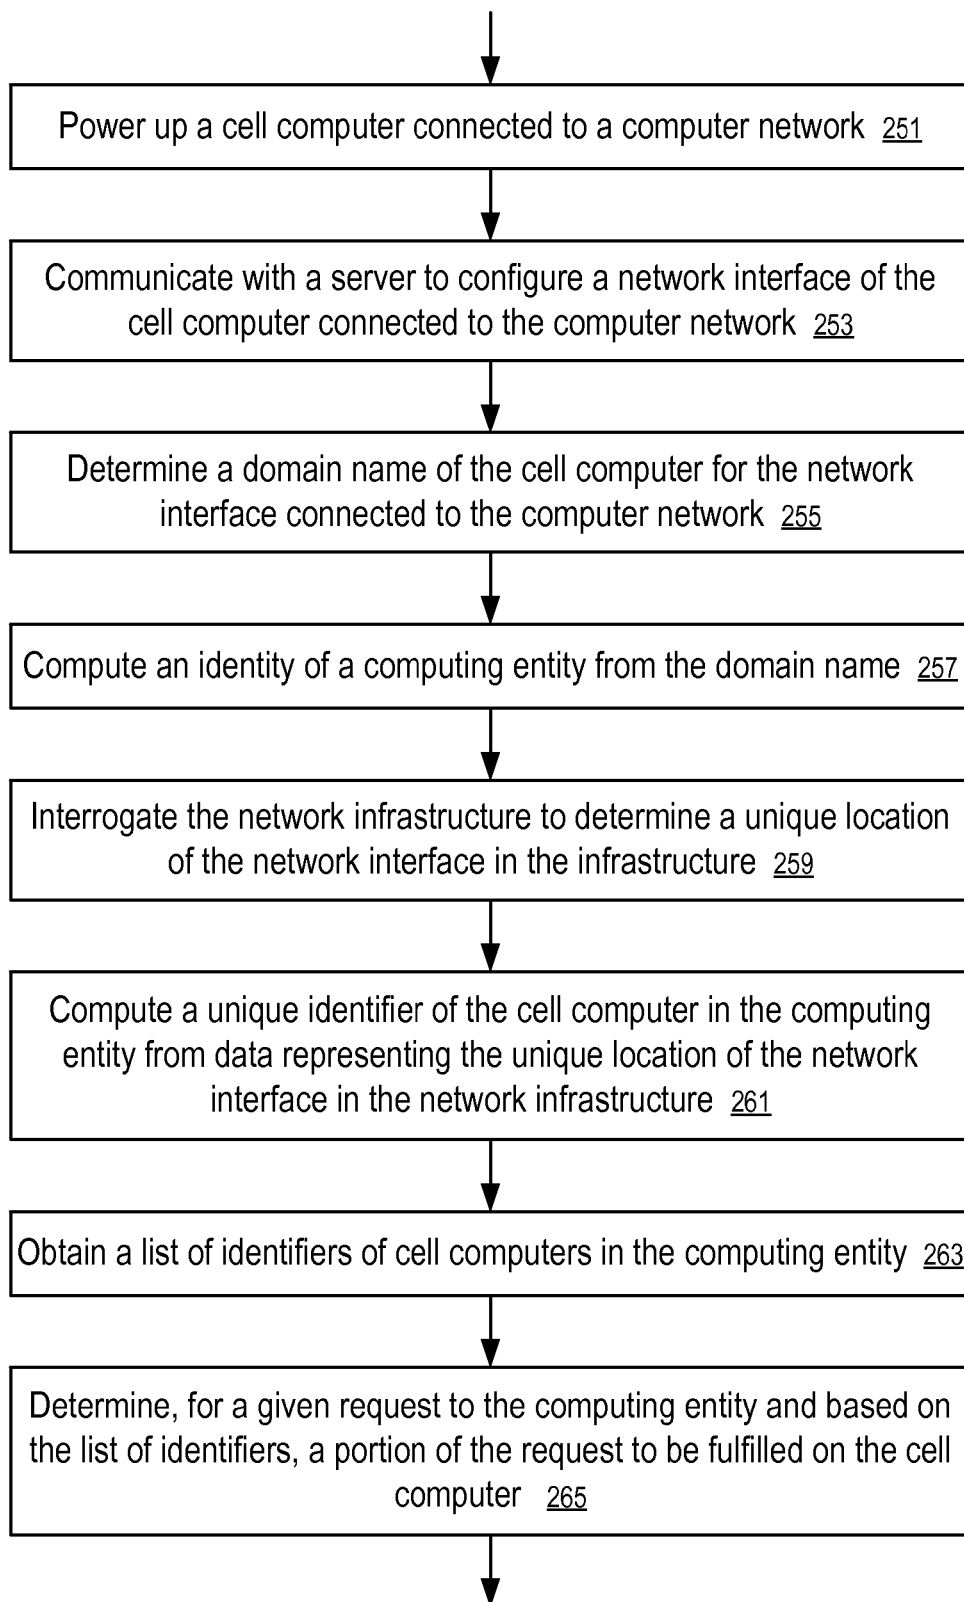 Power up a cell computer connected to a computer network 251
Communicate with a server to configure a network interface of the
cell computer connected to the computer network 253
Determine a domain name of the cell computer for the network
interface connected to the computer network 255
Compute an identity of a computing entity from the domain name 257
Interrogate the network infrastructure to determine a unique location
of the network interface in the infrastructure 259
Compute a unique identifier of the cell computer in the computing
entity from data representing the unique location of the network
interface in the network infrastructure 261
Obtain a list of identifiers of cell computers in the computing entity 263
Determine, for a given request to the computing entity and based on
the list of identifiers, a portion of the request to be fulfilled on the cell
computer 265